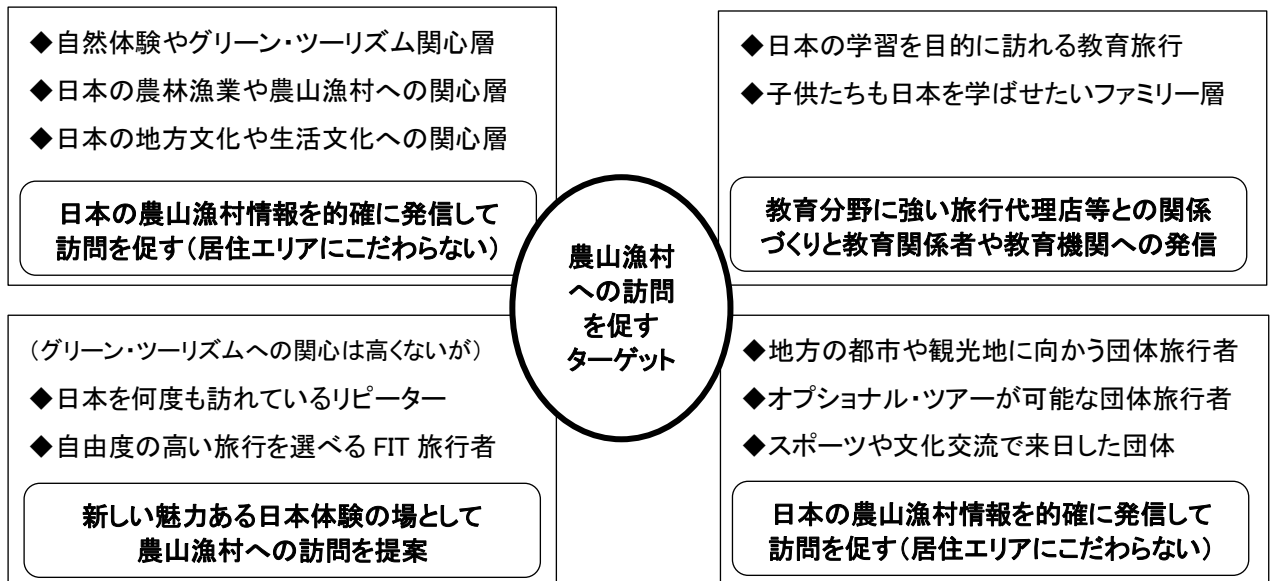 ◆自然体験やグリーン・ツーリズム関心層
◆日本の農林漁業や農山漁村への関心層
◆日本の地方文化や生活文化への関心層
日本の農山漁村情報を的確に発信して
訪問を促す（居住エリアにこだわらない）
◆日本の学習を目的に訪れる教育旅行
◆子供たちも日本を学ばせたいファミリー層
教育分野に強い旅行代理店等との関係
づくりと教育関係者や教育機関への発信
農山漁村
への訪問
を促す
ターゲット
（グリーン・ツーリズムへの関心は高くないが）
◆日本を何度も訪れているリピーター
◆自由度の高い旅行を選べる FIT 旅行者
新しい魅力ある日本体験の場として
農山漁村への訪問を提案
◆地方の都市や観光地に向かう団体旅行者
◆オプショナル・ツアーが可能な団体旅行者
◆スポーツや文化交流で来日した団体
日本の農山漁村情報を的確に発信して
訪問を促す（居住エリアにこだわらない）